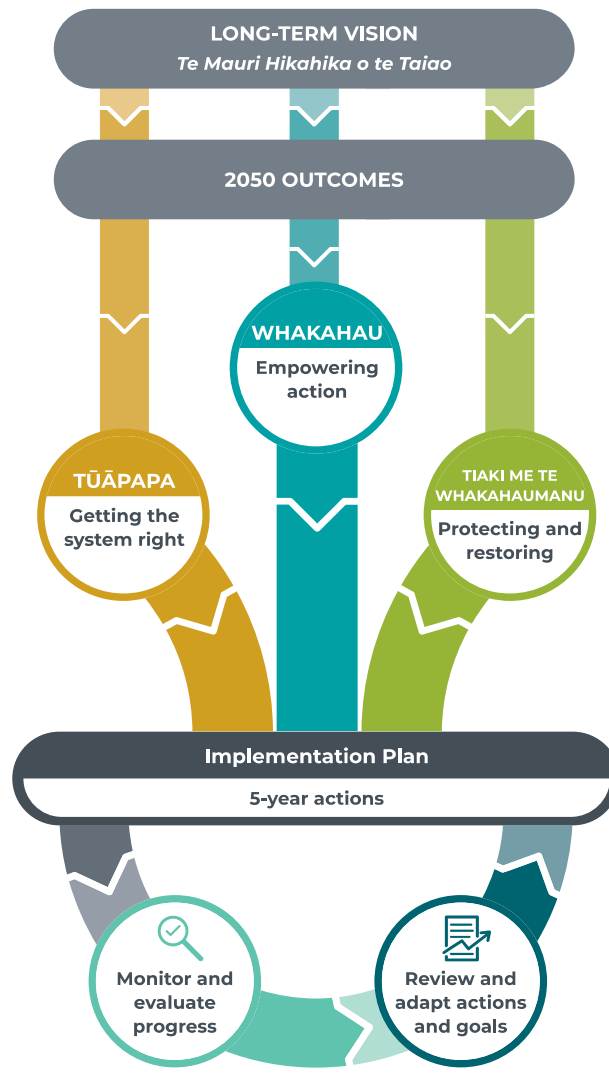 LONG-TERM VISION
Te Mauri Hikahika o te Taiao
2050 OUTCOMES
WHAKAHAU
Empowering
action
TŪĀPAPA
Getting the
system right
TIAKI ME TE
WHAKAHAUMANU
Protecting and
restoring
Implementation Plan
5-year actions
Monitor and
evaluate
progress
Review and
adapt actions
and goals